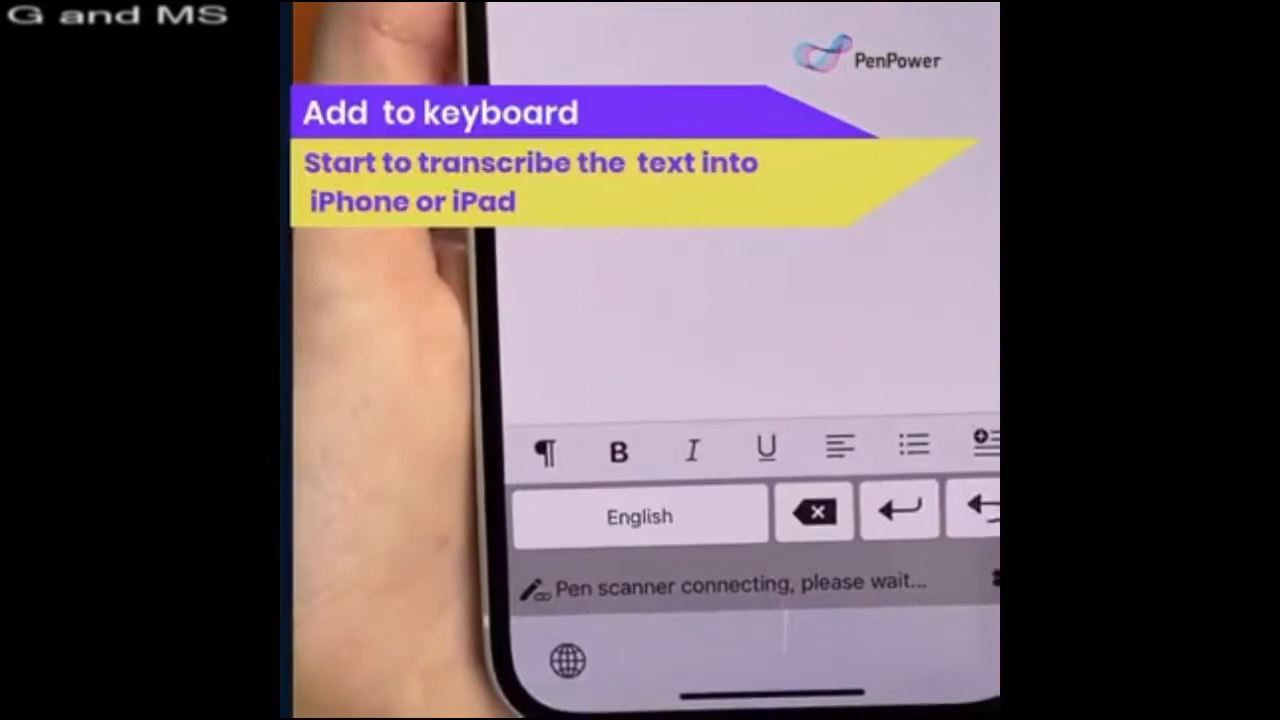 G and MS
PenPower
Add to keyboard
Start to transcribe the text into
iPhone or iPad
¶ B I U
English
Pen scanner connecting, please wait...